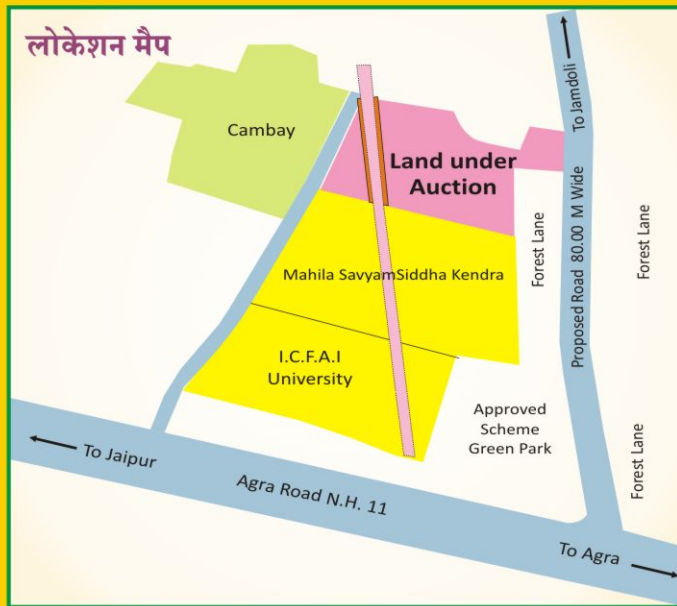 लोकेशन मैप
To Jamdoli
Cambay
Land under
Auction
Proposed Road 80.00 M Wide
Forest Lane
Forest Lane
Mahila SavyamSiddha Kendra
I.C.F.A.I
University
Approved
Scheme
Green Park
Forest Lane
To Jaipur
Agra Road N.H. 11
To Agra